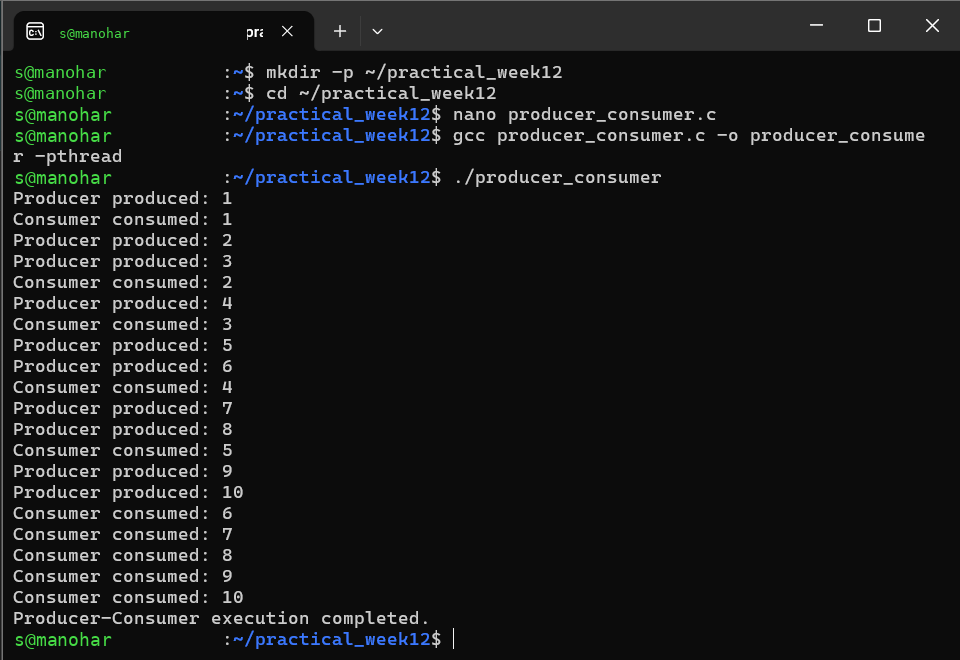 s@manohar pra
s@manohar :~$ mkdir -p ~/practical_week12
s@manohar :~$ cd ~/practical_week12
s@manohar :~/practical_week12$ nano producer_consumer.c
s@manohar :~/practical_week12$ gcc producer_consumer.c -o producer_consume
r -pthread
s@manohar :~/practical_week12$ ./producer_consumer
Producer produced: 1
Consumer consumed: 1
Producer produced: 2
Producer produced: 3
Consumer consumed: 2
Producer produced: 4
Consumer consumed: 3
Producer produced: 5
Producer produced: 6
Consumer consumed: 4
Producer produced: 7
Producer produced: 8
Consumer consumed: 5
Producer produced: 9
Producer produced: 10
Consumer consumed: 6
Consumer consumed: 7
Consumer consumed: 8
Consumer consumed: 9
Consumer consumed: 10
Producer-Consumer execution completed.
s@manohar :~/practical_week12$